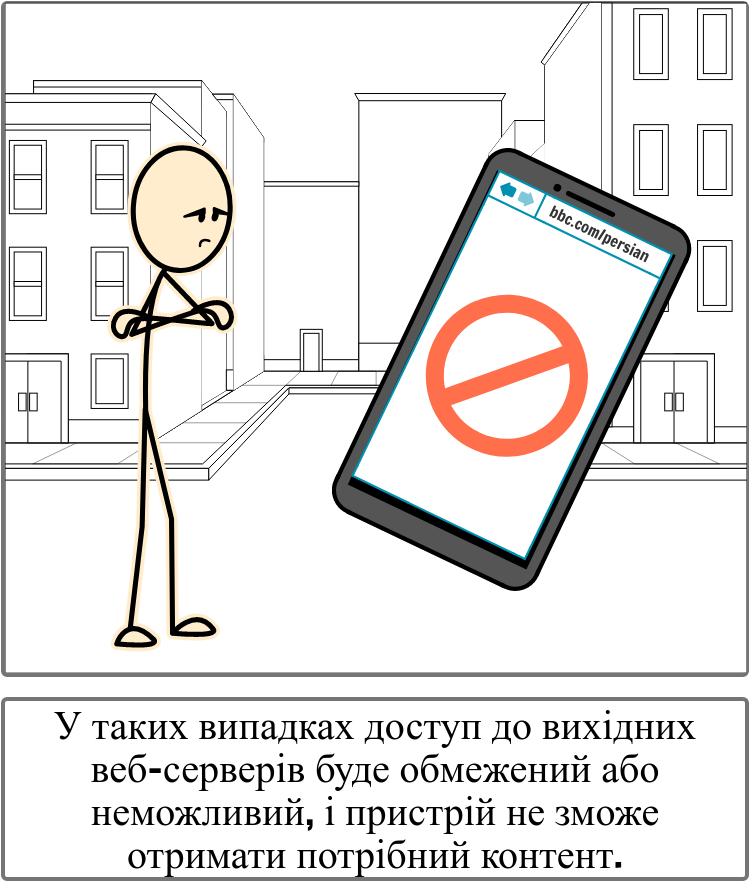 bbc.com/persian
У таких випадках доступ до вихідних
веб-серверів буде обмежений або
неможливий, і пристрій не зможе
отримати потрібний контент.